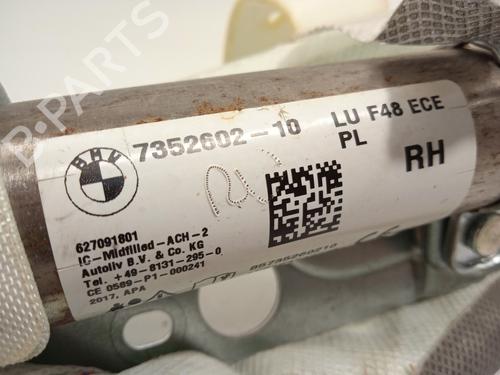 B-PARTS
BMW
7352602-10
LU F48 ECE
PL
RH
627091801
IC-Midfilled-ACH-2
Autoliv B.V. & Co. KG
Tel. +49-8131-295-0
CE 0589-P1-000241
2017, APA